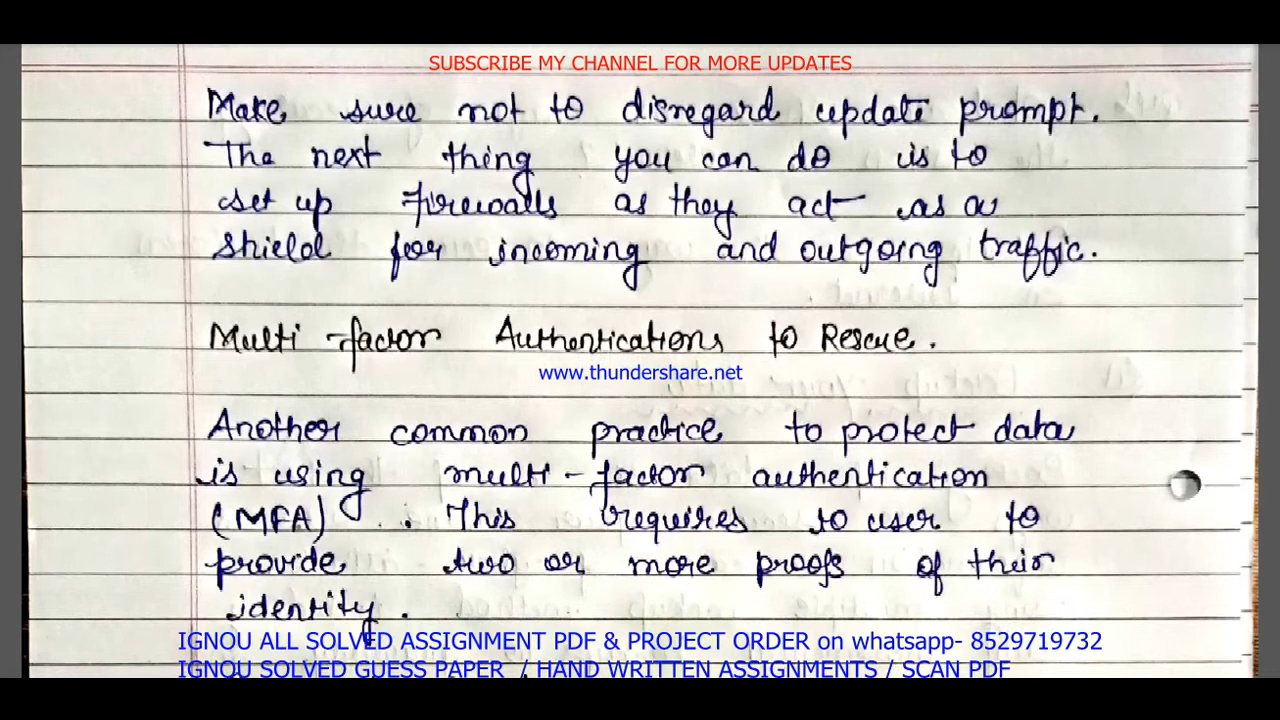 SUBSCRIBE MY CHANNEL FOR MORE UPDATES
Make sure not to disregard update prompt.
The next thing you can do is to
set up firewalls as they act as a
shield for incoming and outgoing traffic.
Multi-factor Authentications to Rescue.
www.thundershare.net
Another common practice to protect data
is using multi-factor authentication
(MFA). This requires to user to
provide two or more proofs of their
identity.
IGNOU ALL SOLVED ASSIGNMENT PDF & PROJECT ORDER on whatsapp- 8529719732
IGNOU SOLVED GUESS PAPER / HAND WRITTEN ASSIGNMENTS / SCAN PDF